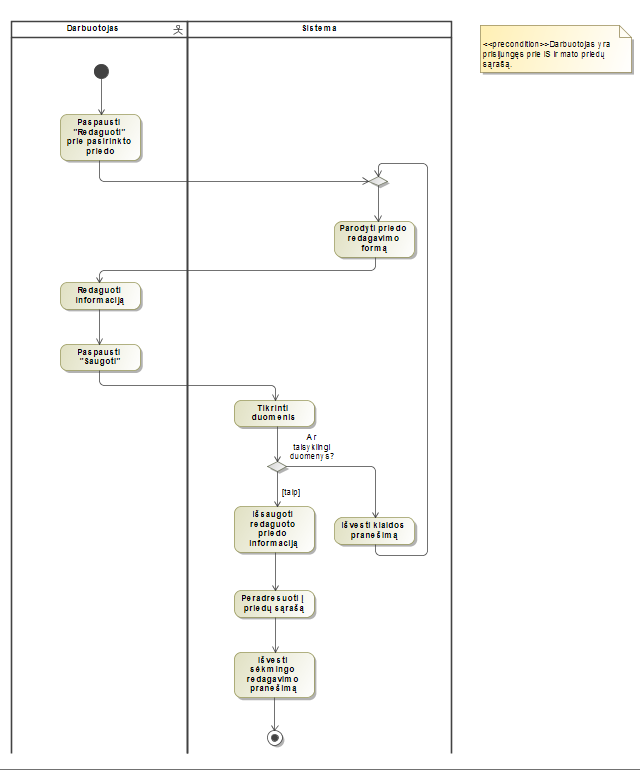 Darbuotojas
Sistema
<<precondition>>Darbuotojas yra
prisijungęs prie IS ir mato priedų
sąrašą.
Paspausti
"Redaguoti"
prie pasirinkto
priedo
Parodyti priedo
redagavimo
formą
Redaguoti
informaciją
Paspausti
"Saugoti"
Tikrinti
duomenis
Ar
taisyklingi
duomenys?
[taip]
Išsaugoti
redaguoto
priedo
informaciją
Išvesti klaidos
pranešimą
Peradresuoti į
priedų sąrašą
Išvesti
sėkmingo
redagavimo
pranešimą